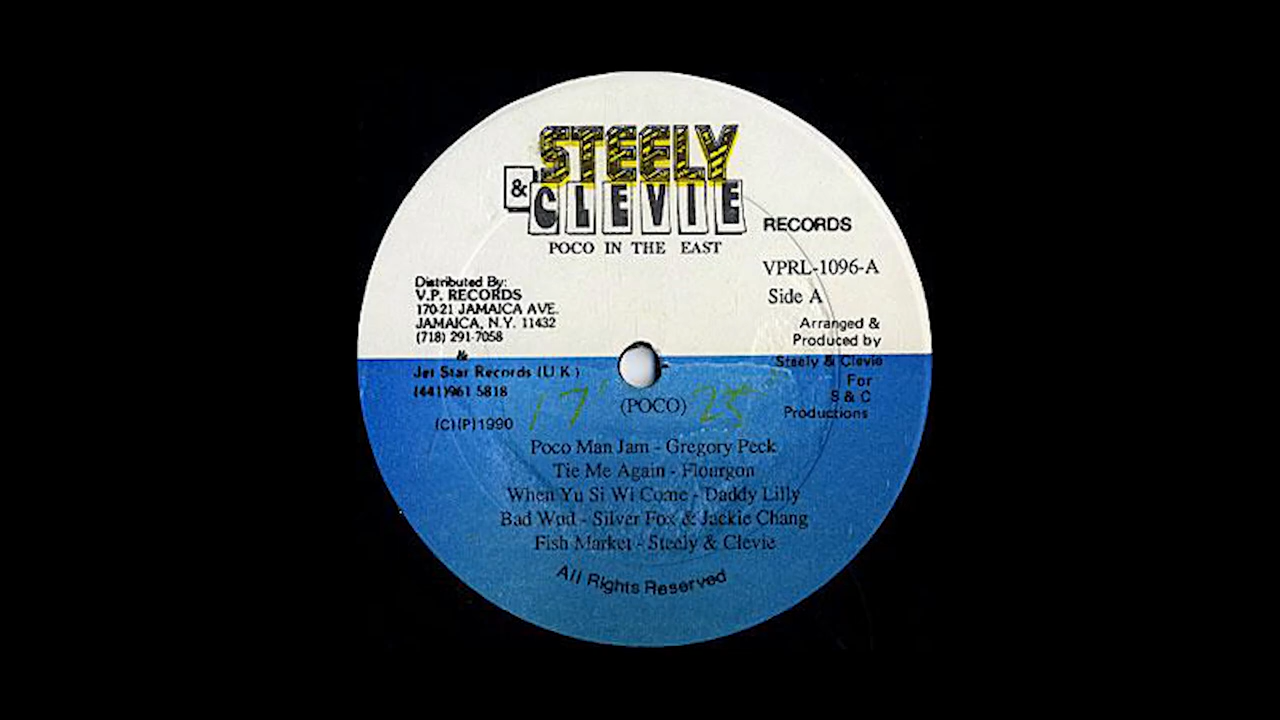 STEELY
& CLEVIE
POCO IN THE EAST
RECORDS
VPRL-1096-A
Side A
Distributed By:
V.P. RECORDS
170-21 JAMAICA AVE.
JAMAICA, N.Y. 11432
(718) 291-7058
&
Jet Star Records (U K)
(441)961 5818
(C)(P)1990
Arranged &
Produced by
Steely & Clevie
For
S & C
Productions
17' 25"
(POCO)
Poco Man Jam - Gregory Peck
Tie Me Again - Flourgon
When Yu Si Wi Come - Daddy Lilly
Bad Wud - Silver Fox & Jackie Chang
Fish Market - Steely & Clevie
All Rights Reserved